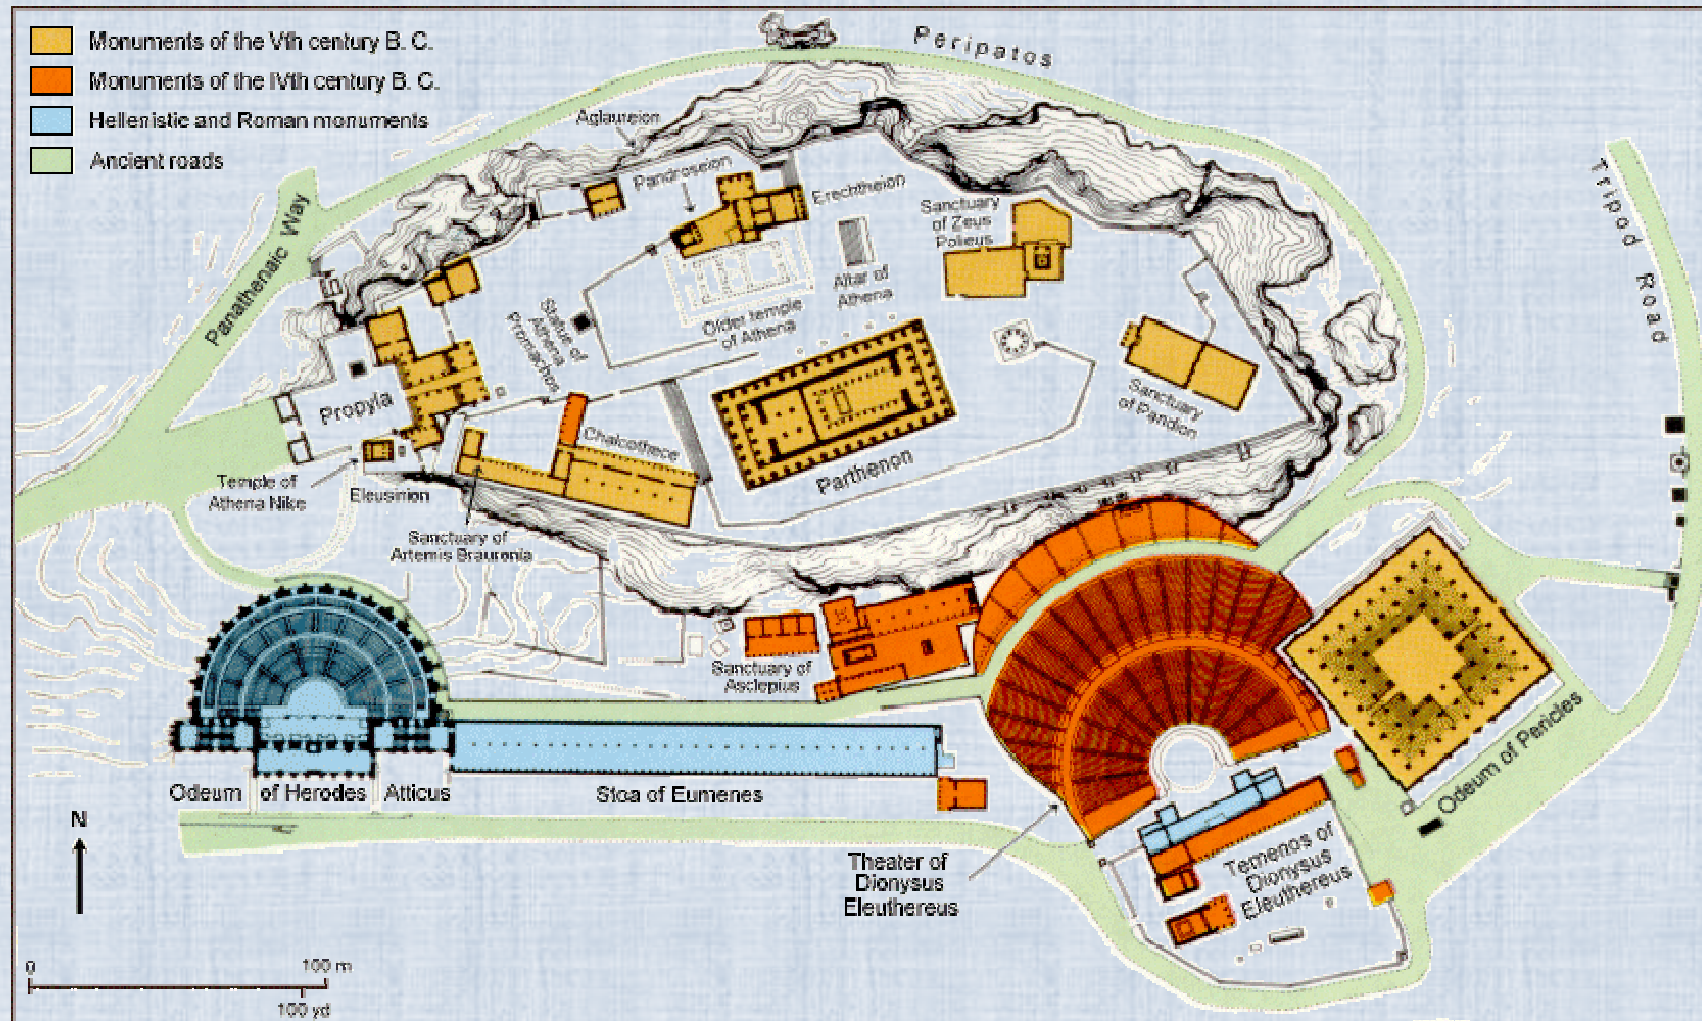 Monuments of the Vth century B. C.
Monuments of the IVth century B. C.
Hellenistic and Roman monuments
Ancient roads
Péripatos
Tripod Road
Panathenaic Way
Aglaureion
Pandroseion
Erechtheion
Sanctuary
of Zeus
Polieus
Altar of
Athena
Older temple
of Athena
Statue of
Athena
Promachos
Propyla
Chalcothece
Parthenon
Sanctuary
of Pandion
Temple of
Athena Nike
Eleusinion
Sanctuary of
Artemis Brauronia
Sanctuary of
Asclepius
Odeum of Herodes Atticus
Stoa of Eumenes
Theater of
Dionysus
Eleuthereus
Temenos of
Dionysus
Eleuthereus
Odeum of Pericles
N
0 100 m
100 yd